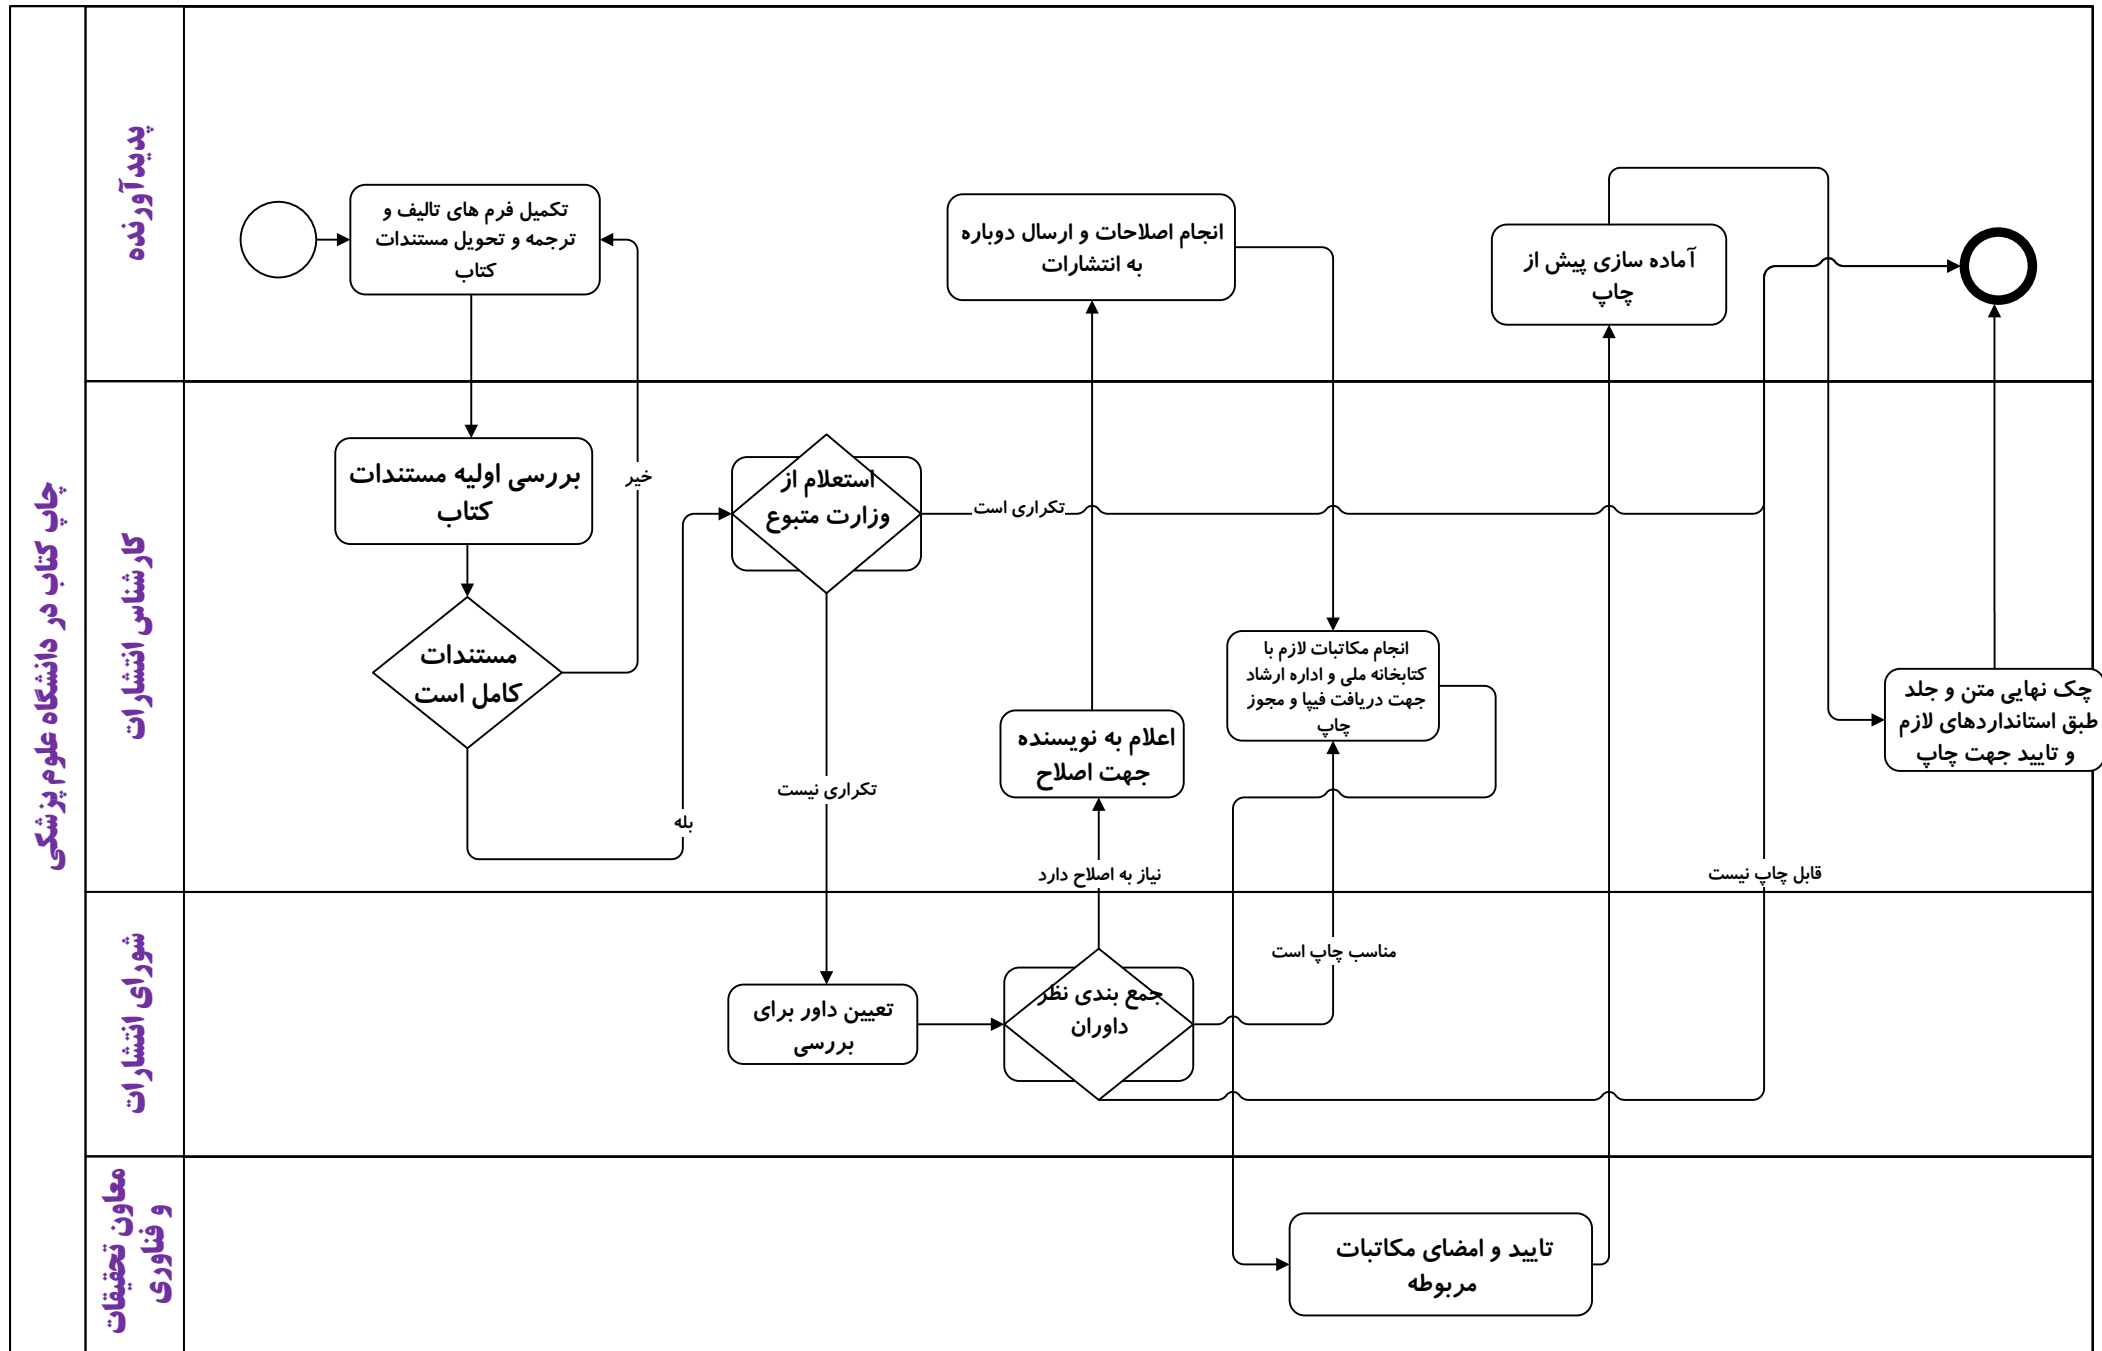 چاپ کتاب در دانشگاه علوم پزشکی
پدیدآورنده
تکمیل فرم های تالیف و
ترجمه و تحویل مستندات
کتاب
انجام اصلاحات و ارسال دوباره
به انتشارات
آماده سازی پیش از
چاپ
کارشناس انتشارات
بررسی اولیه مستندات
کتاب
خیر
مستندات
کامل است
بله
استعلام از
وزارت متبوع
تکراری است
تکراری نیست
اعلام به نویسنده
جهت اصلاح
نیاز به اصلاح دارد
انجام مکاتبات لازم با
کتابخانه ملی و اداره ارشاد
جهت دریافت فیپا و مجوز
چاپ
قابل چاپ نیست
چک نهایی متن و جلد
طبق استانداردهای لازم
و تایید جهت چاپ
شورای انتشارات
تعیین داور برای
بررسی
جمع بندی نظر
داوران
مناسب چاپ است
معاون تحقیقات
و فناوری
تایید و امضای مکاتبات
مربوطه